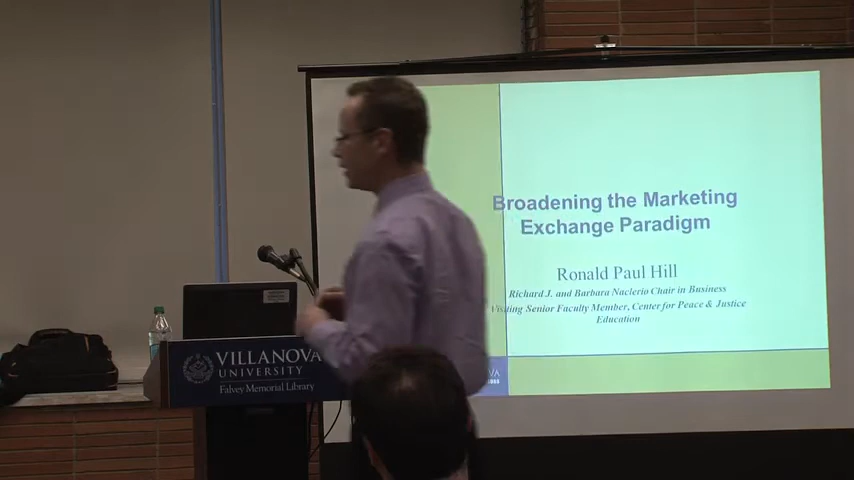 Broadening the Marketing
Exchange Paradigm
Ronald Paul Hill
Richard J. and Barbara Naclerio Chair in Business
Visiting Senior Faculty Member, Center for Peace & Justice
Education
VILLANOVA
UNIVERSITY
Falvey Memorial Library